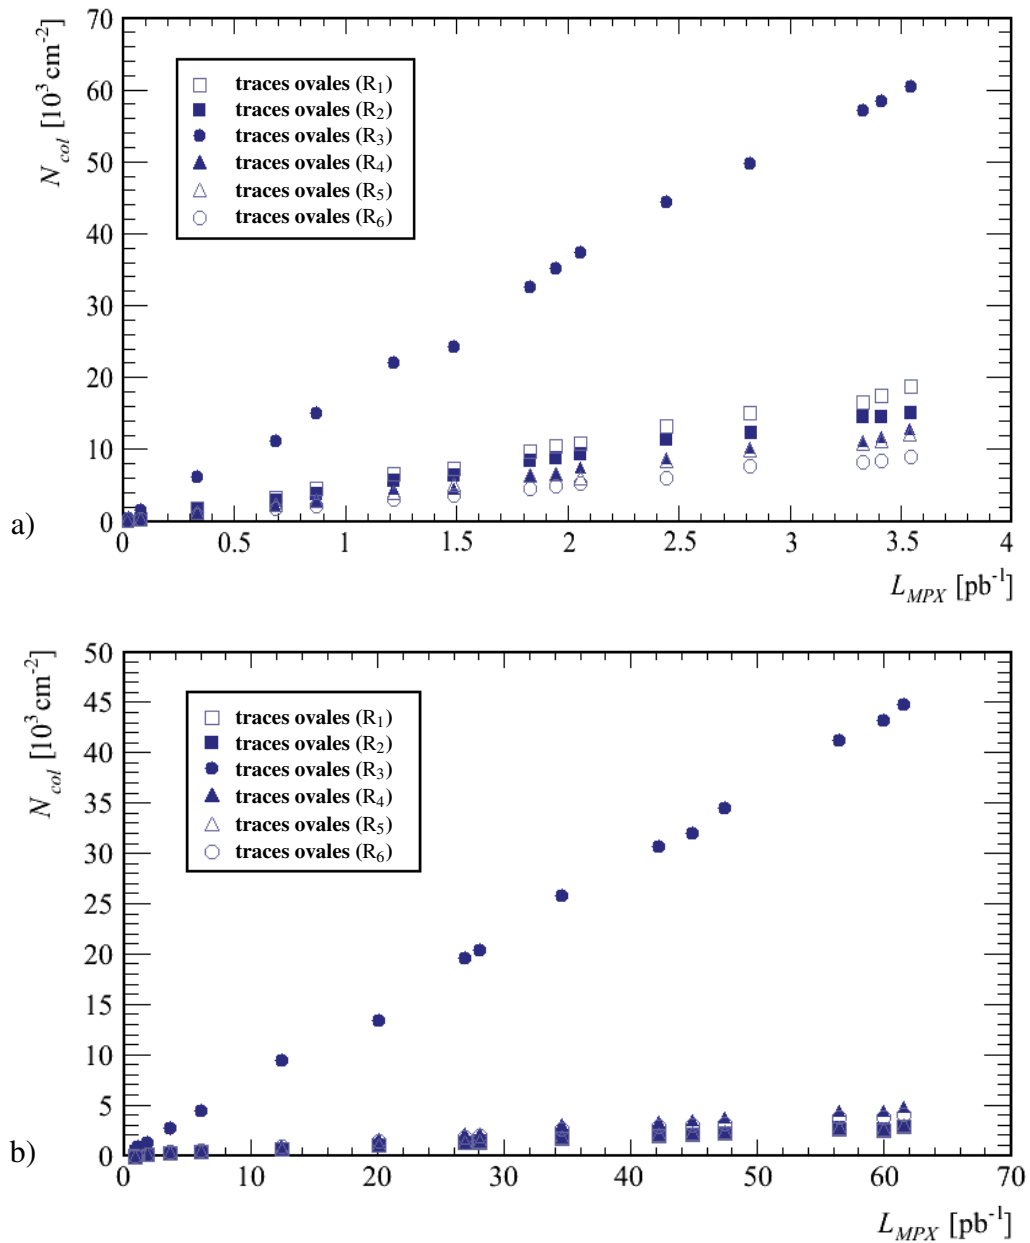 70
60
50
40
30
20
10
0
N_col [10³ cm⁻²]
traces ovales (R₁)
traces ovales (R₂)
traces ovales (R₃)
traces ovales (R₄)
traces ovales (R₅)
traces ovales (R₆)
a)
0 0.5 1 1.5 2 2.5 3 3.5 4
L_MPX [pb⁻¹]
50
45
40
35
30
25
20
15
10
5
0
N_col [10³ cm⁻²]
traces ovales (R₁)
traces ovales (R₂)
traces ovales (R₃)
traces ovales (R₄)
traces ovales (R₅)
traces ovales (R₆)
b)
0 10 20 30 40 50 60 70
L_MPX [pb⁻¹]